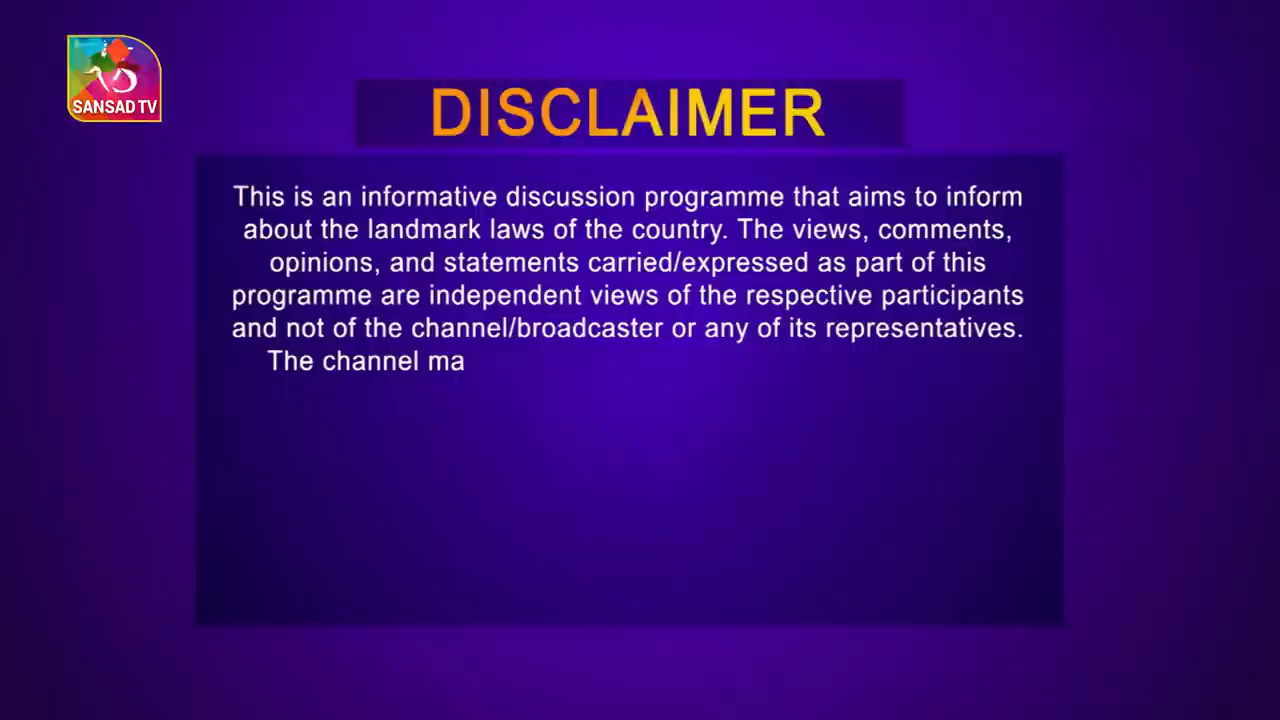 SANSAD TV
DISCLAIMER
This is an informative discussion programme that aims to inform
about the landmark laws of the country. The views, comments,
opinions, and statements carried/expressed as part of this
programme are independent views of the respective participants
and not of the channel/broadcaster or any of its representatives.
The channel ma